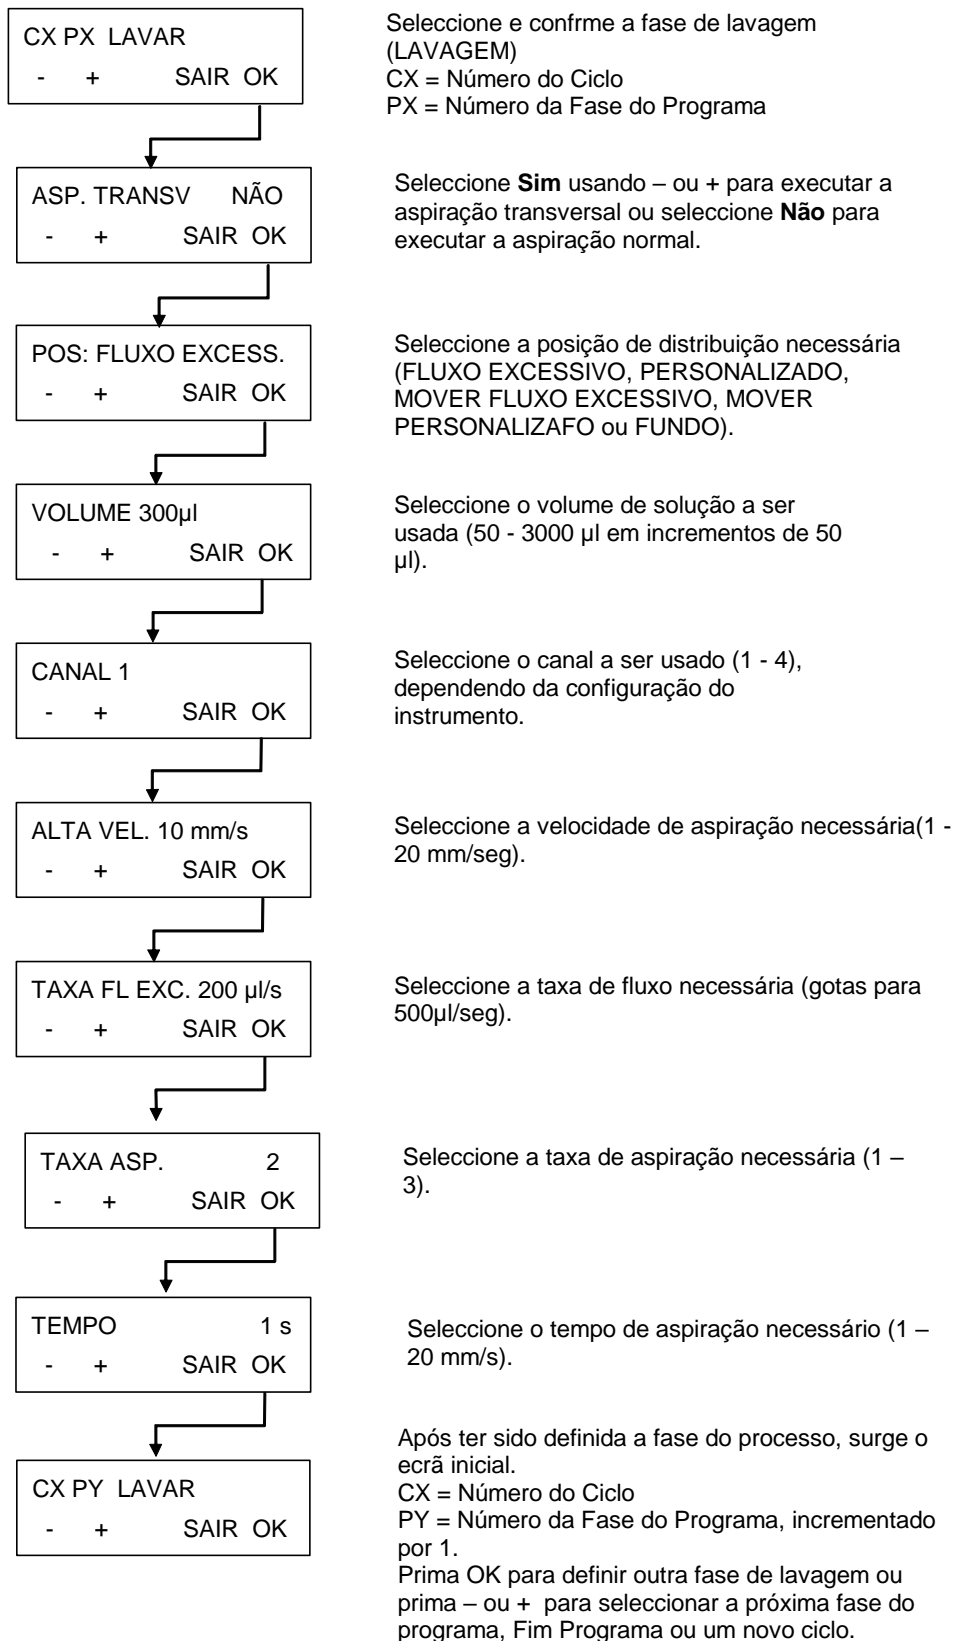 CX PX LAVAR
- + SAIR OK
Seleccione e confrme a fase de lavagem
(LAVAGEM)
CX = Número do Ciclo
PX = Número da Fase do Programa
ASP. TRANSV NÃO
- + SAIR OK
Seleccione Sim usando – ou + para executar a
aspiração transversal ou seleccione Não para
executar a aspiração normal.
POS: FLUXO EXCESS.
- + SAIR OK
Seleccione a posição de distribuição necessária
(FLUXO EXCESSIVO, PERSONALIZADO,
MOVER FLUXO EXCESSIVO, MOVER
PERSONALIZAFO ou FUNDO).
VOLUME 300µl
- + SAIR OK
Seleccione o volume de solução a ser
usada (50 - 3000 µl em incrementos de 50
µl).
CANAL 1
- + SAIR OK
Seleccione o canal a ser usado (1 - 4),
dependendo da configuração do
instrumento.
ALTA VEL. 10 mm/s
- + SAIR OK
Seleccione a velocidade de aspiração necessária(1 -
20 mm/seg).
TAXA FL EXC. 200 µl/s
- + SAIR OK
Seleccione a taxa de fluxo necessária (gotas para
500µl/seg).
TAXA ASP. 2
- + SAIR OK
Seleccione a taxa de aspiração necessária (1 –
3).
TEMPO 1 s
- + SAIR OK
Seleccione o tempo de aspiração necessário (1 –
20 mm/s).
CX PY LAVAR
- + SAIR OK
Após ter sido definida a fase do processo, surge o
ecrã inicial.
CX = Número do Ciclo
PY = Número da Fase do Programa, incrementado
por 1.
Prima OK para definir outra fase de lavagem ou
prima – ou + para seleccionar a próxima fase do
programa, Fim Programa ou um novo ciclo.